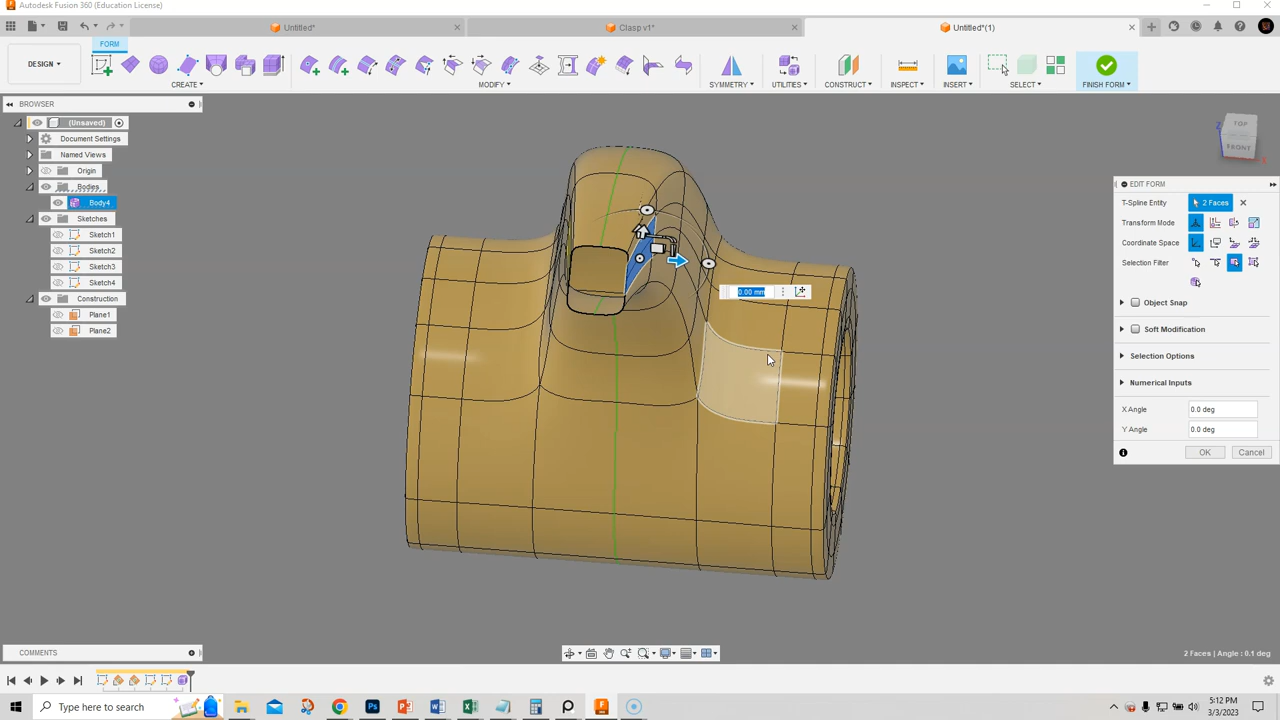 Autodesk Fusion 360 (Education License)
Untitled*
Clasp v1*
Untitled*(1)
FORM
DESIGN
CREATE
MODIFY
SYMMETRY
UTILITIES
CONSTRUCT
INSPECT
INSERT
SELECT
FINISH FORM
BROWSER
(Unsaved)
Document Settings
Named Views
Origin
Bodies
Body4
Sketches
Sketch1
Sketch2
Sketch3
Sketch4
Construction
Plane1
Plane2
TOP
FRONT
Z
X
0.00 mm
EDIT FORM
T-Spline Entity
2 Faces
Transform Mode
Coordinate Space
Selection Filter
Object Snap
Soft Modification
Selection Options
Numerical Inputs
X Angle
0.0 deg
Y Angle
0.0 deg
OK
Cancel
COMMENTS
2 Faces | Angle : 0.1 deg
Type here to search
5:12 PM
3/3/2023